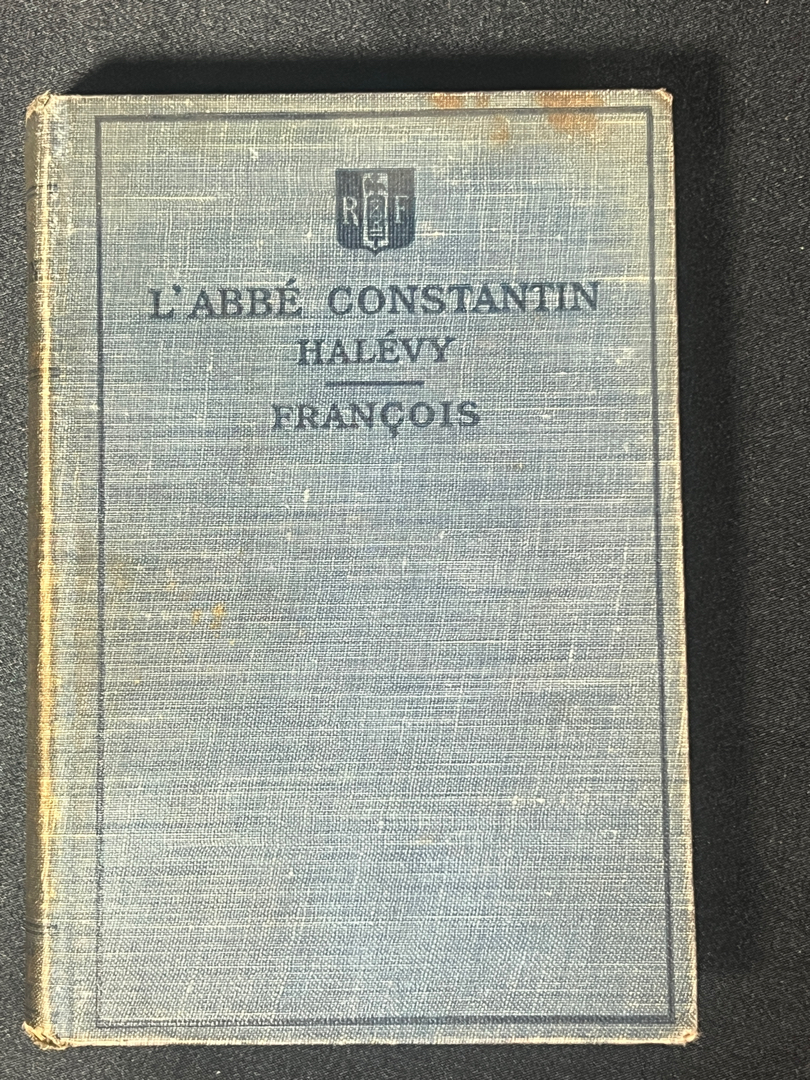 R F
L'ABBÉ CONSTANTIN
HALÉVY
FRANÇOIS